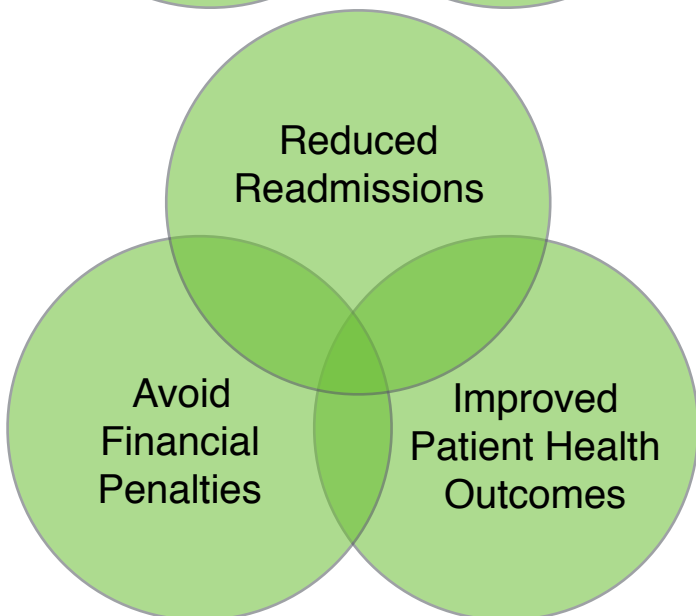 Reduced
Readmissions
Avoid
Financial
Penalties
Improved
Patient Health
Outcomes